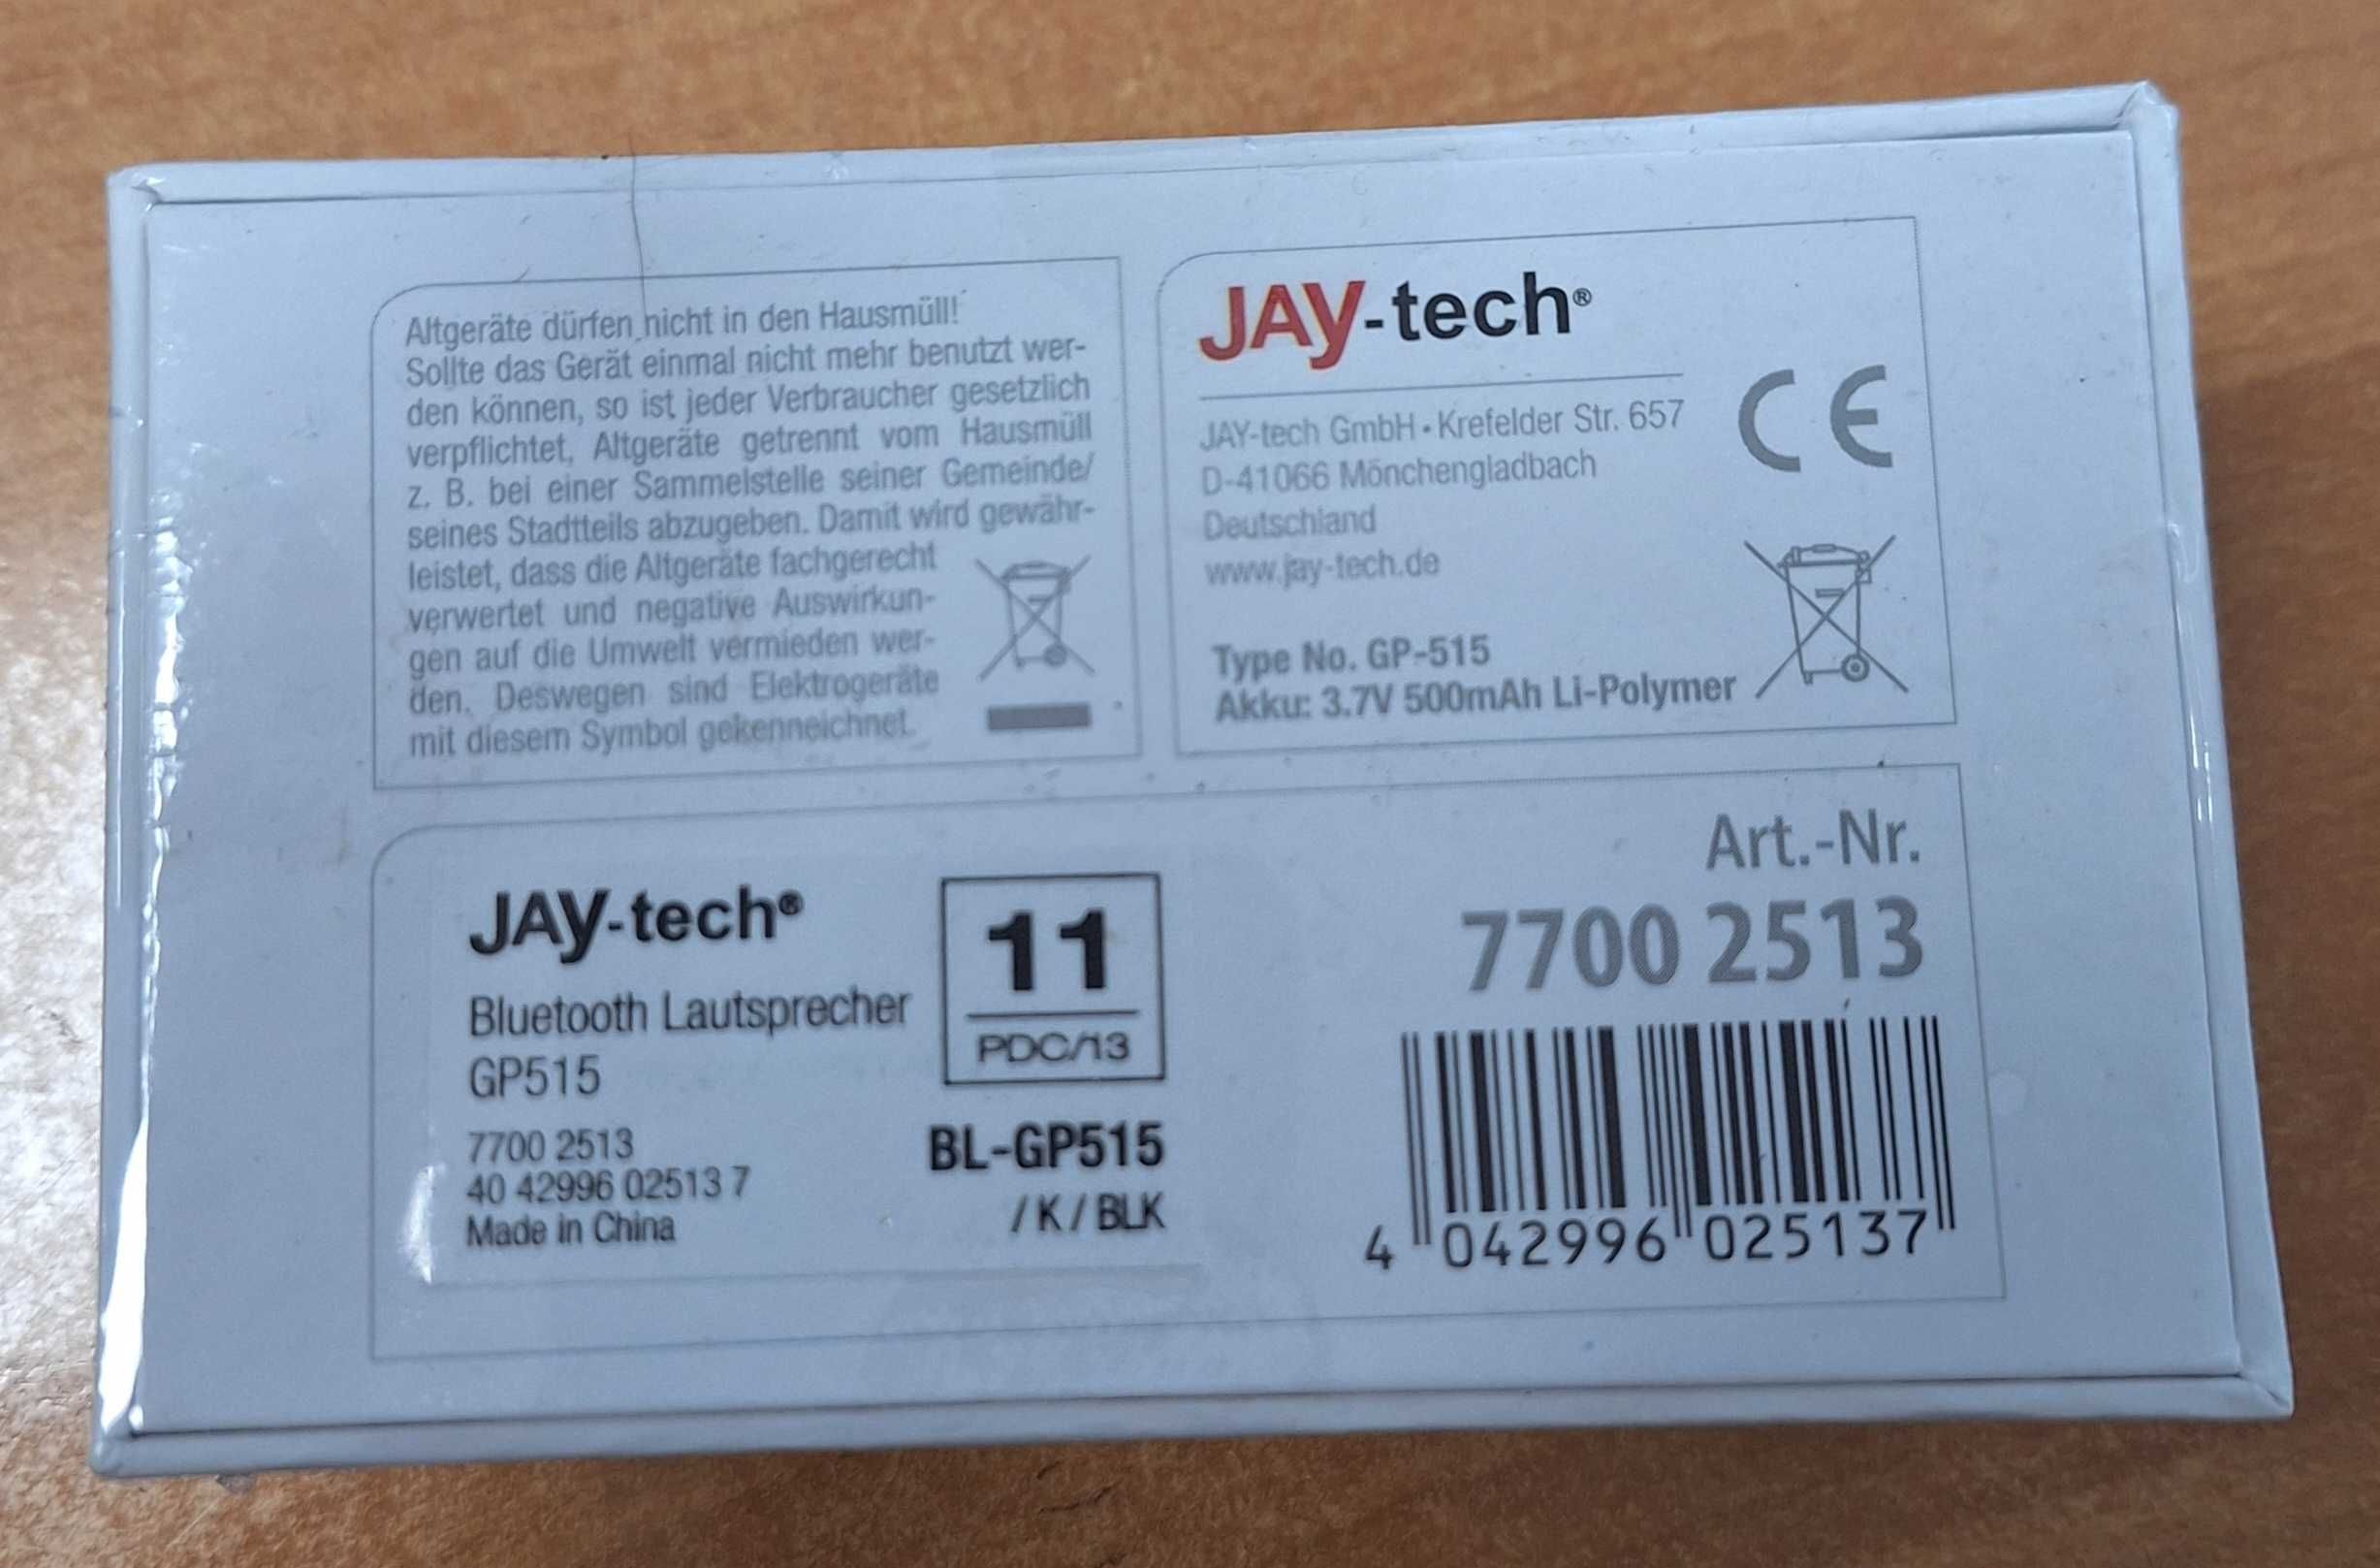 Altgeräte dürfen nicht in den Hausmüll!
Sollte das Gerät einmal nicht mehr benutzt wer-
den können, so ist jeder Verbraucher gesetzlich
verpflichtet, Altgeräte getrennt vom Hausmüll
z. B. bei einer Sammelstelle seiner Gemeinde/
seines Stadtteils abzugeben. Damit wird gewähr-
leistet, dass die Altgeräte fachgerecht
verwertet und negative Auswirkun-
gen auf die Umwelt vermieden wer-
den. Deswegen sind Elektrogeräte
mit diesem Symbol gekenneichnet.
JAY-tech®
JAY-tech GmbH • Krefelder Str. 657
D-41066 Mönchengladbach
Deutschland
www.jay-tech.de
CE
Type No. GP-515
Akku: 3.7V 500mAh Li-Polymer
JAY-tech®
Bluetooth Lautsprecher
GP515
7700 2513
40 42996 02513 7
Made in China
11
PDC/13
BL-GP515
/ K / BLK
Art.-Nr.
7700 2513
4 042996 025137